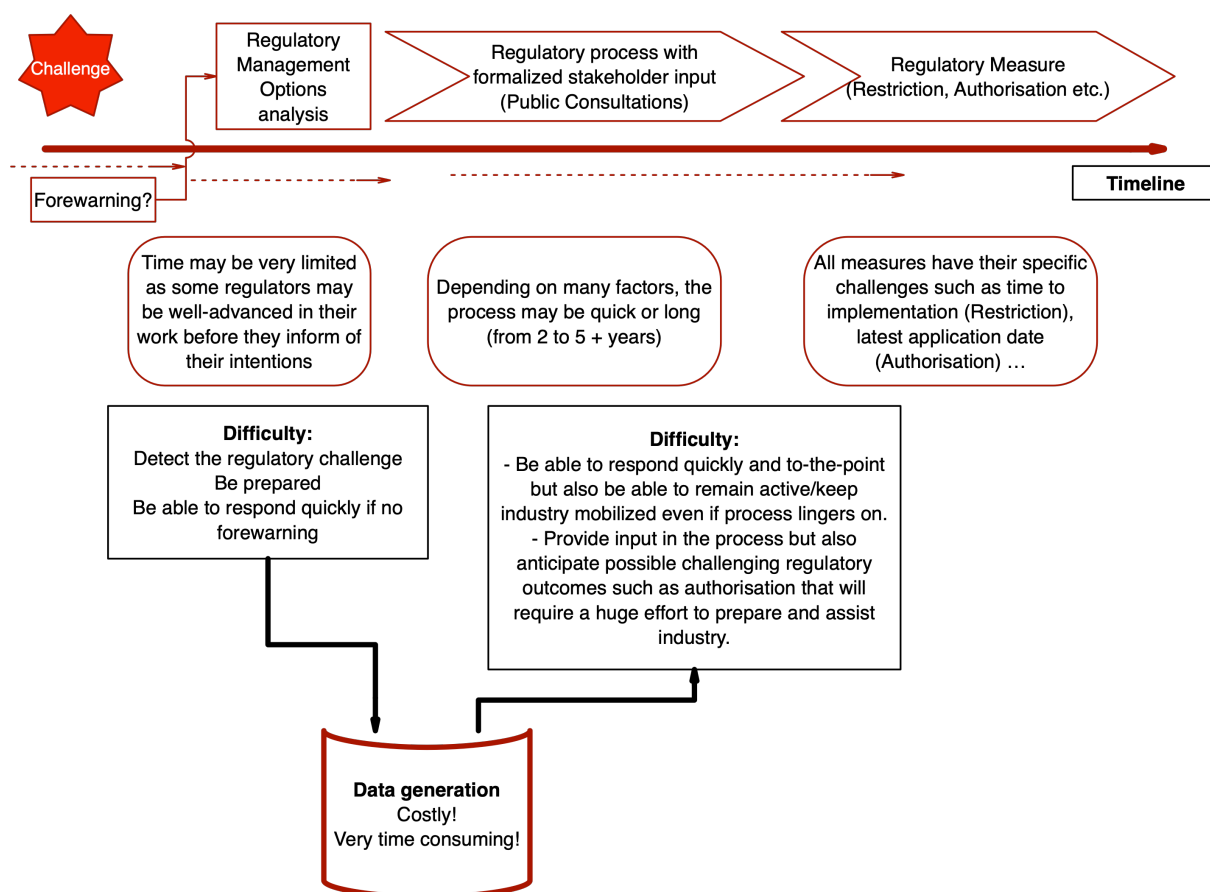 Challenge
Regulatory
Management
Options
analysis
Regulatory process with
formalized stakeholder input
(Public Consultations)
Regulatory Measure
(Restriction, Authorisation etc.)
Forewarning?
Timeline
Time may be very limited
as some regulators may
be well-advanced in their
work before they inform of
their intentions
Depending on many factors, the
process may be quick or long
(from 2 to 5 + years)
All measures have their specific
challenges such as time to
implementation (Restriction),
latest application date
(Authorisation) …
Difficulty:
Detect the regulatory challenge
Be prepared
Be able to respond quickly if no
forewarning
Difficulty:
- Be able to respond quickly and to-the-point
but also be able to remain active/keep
industry mobilized even if process lingers on.
- Provide input in the process but also
anticipate possible challenging regulatory
outcomes such as authorisation that will
require a huge effort to prepare and assist
industry.
Data generation
Costly!
Very time consuming!